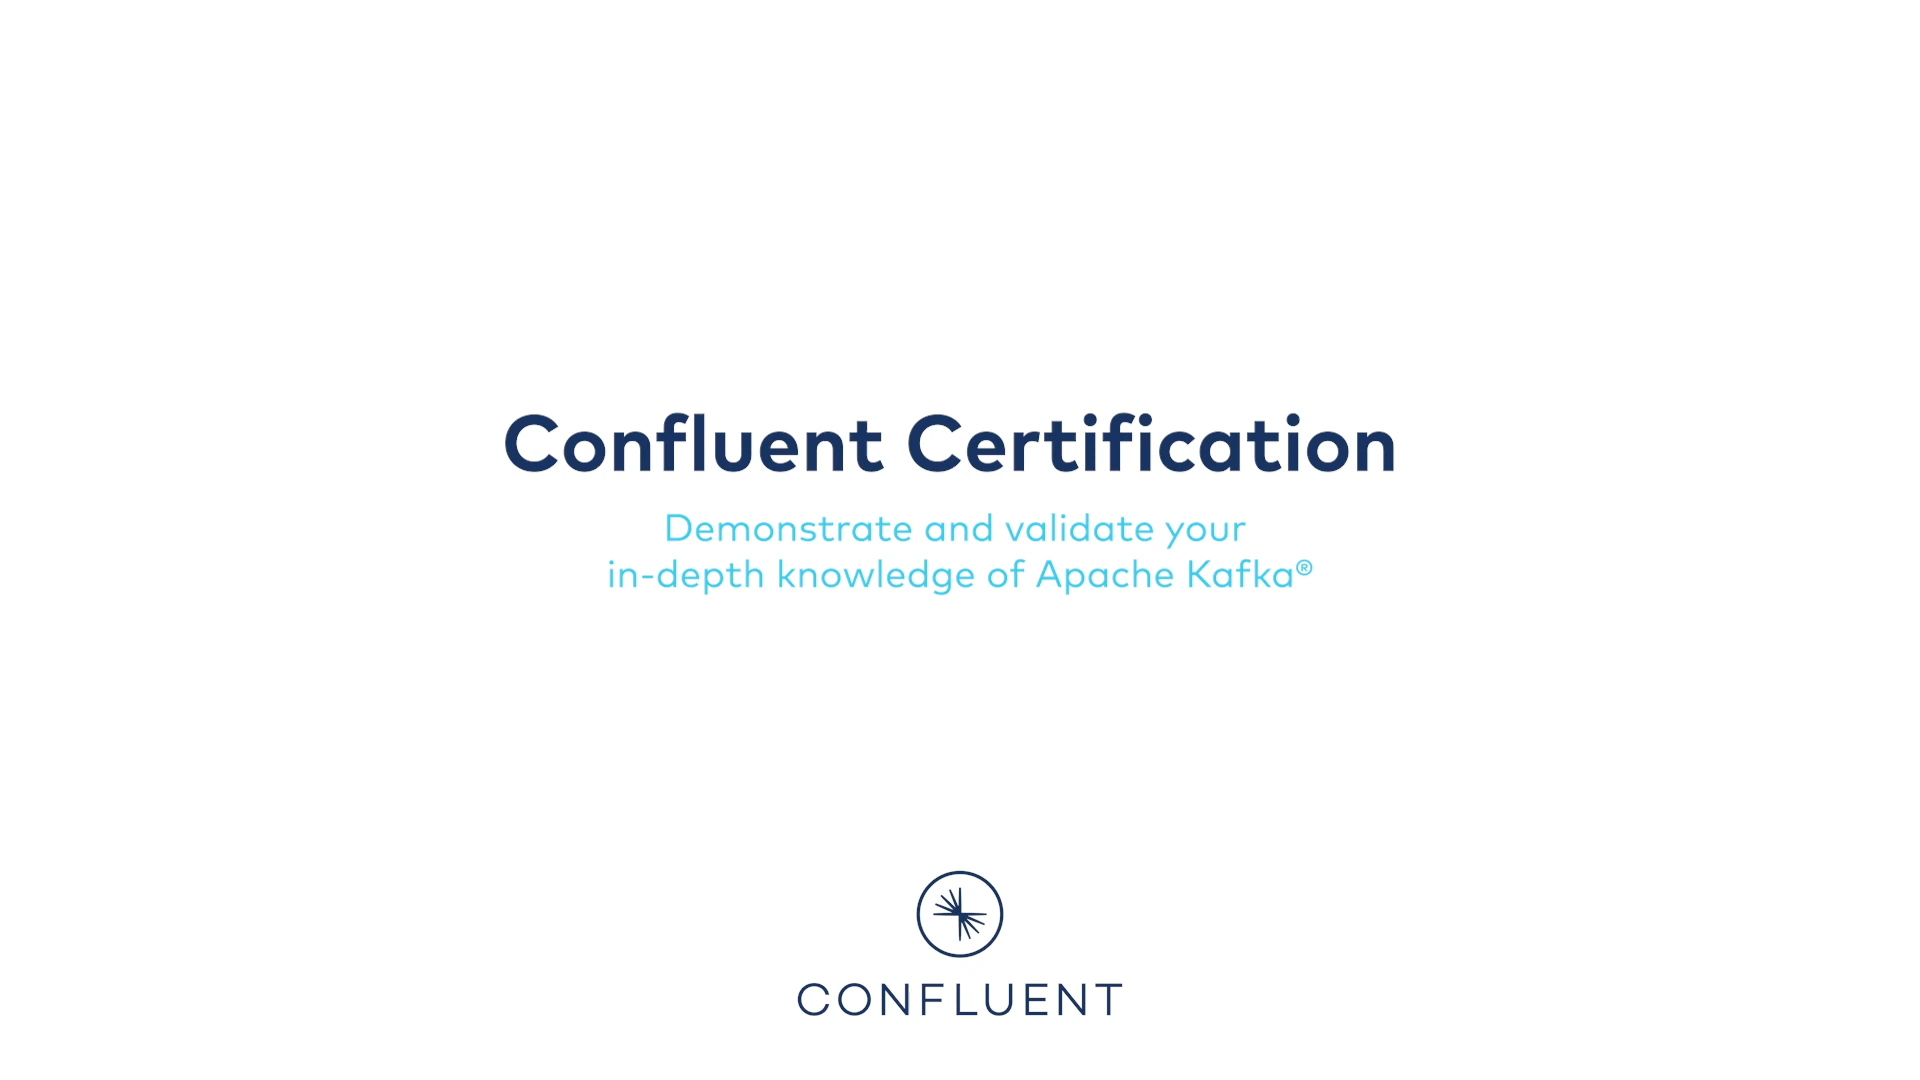 Confluent Certification
Demonstrate and validate your
in-depth knowledge of Apache Kafka®
CONFLUENT